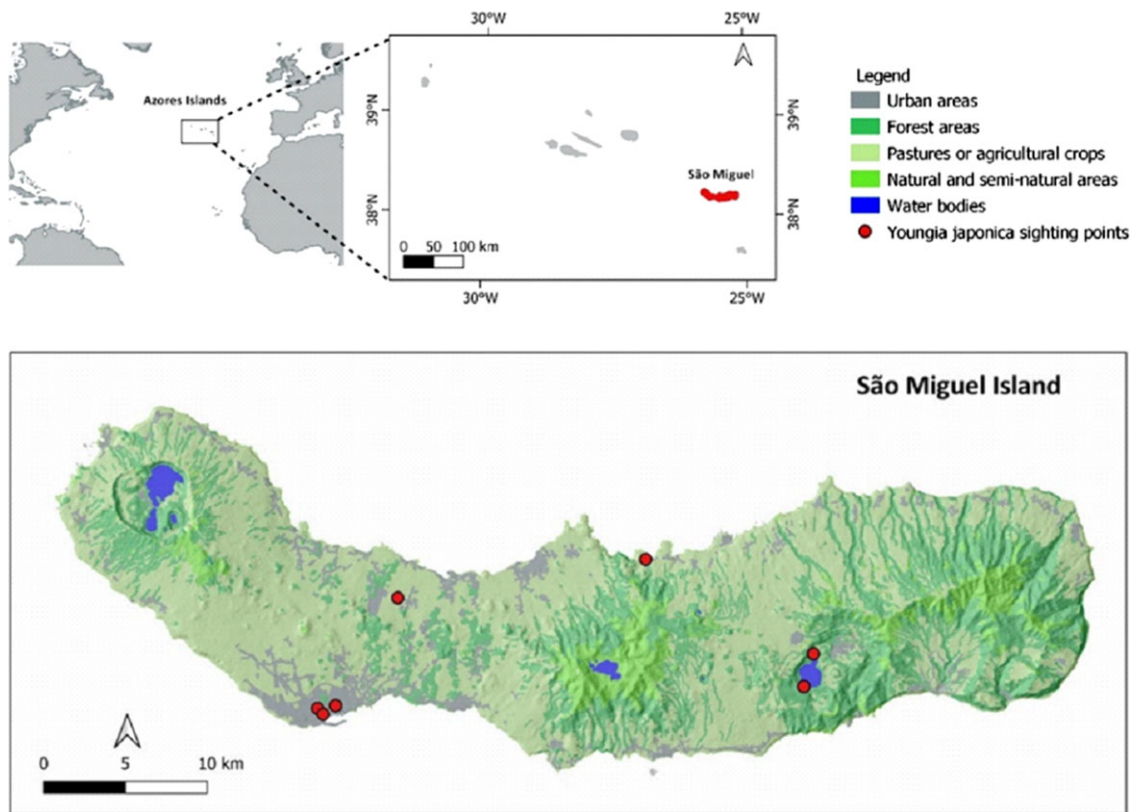 30°W
25°W
Azores Islands
39°N
39°N
São Miguel
38°N
38°N
0 50 100 km
30°W
25°W
Legend
Urban areas
Forest areas
Pastures or agricultural crops
Natural and semi-natural areas
Water bodies
Youngia japonica sighting points
São Miguel Island
0 5 10 km